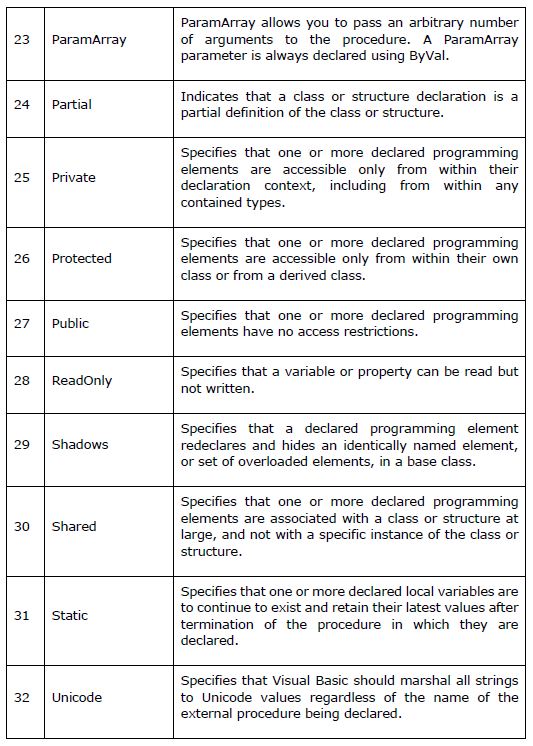 ParamArray allows you to pass an arbitrary number
23 ParamArray of arguments to the procedure. A ParamArray
parameter is always declared using ByVal.
24 Partial Indicates that a class or structure declaration is a
partial definition of the class or structure.
Specifies that one or more declared programming
25 Private elements are accessible only from within their
declaration context, including from within any
contained types.
Specifies that one or more declared programming
26 Protected elements are accessible only from within their own
class or from a derived class.
27 Public Specifies that one or more declared programming
elements have no access restrictions.
28 ReadOnly Specifies that a variable or property can be read but
not written.
Specifies that a declared programming element
29 Shadows redeclares and hides an identically named element,
or set of overloaded elements, in a base class.
Specifies that one or more declared programming
30 Shared elements are associated with a class or structure at
large, and not with a specific instance of the class or
structure.
Specifies that one or more declared local variables are
31 Static to continue to exist and retain their latest values after
termination of the procedure in which they are
declared.
Specifies that Visual Basic should marshal all strings
32 Unicode to Unicode values regardless of the name of the
external procedure being declared.